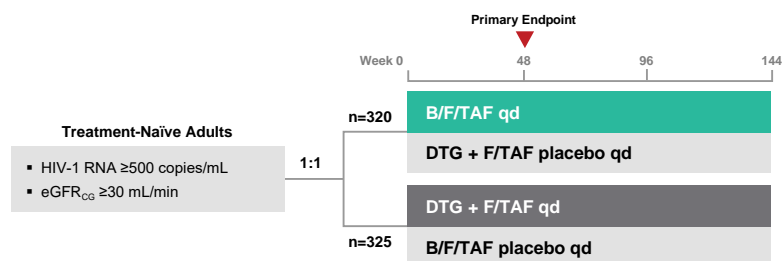 Primary Endpoint
Week 0 48 96 144
Treatment-Naïve Adults
▪ HIV-1 RNA ≥500 copies/mL
▪ eGFRCG ≥30 mL/min
1:1
n=320
B/F/TAF qd
DTG + F/TAF placebo qd
n=325
DTG + F/TAF qd
B/F/TAF placebo qd